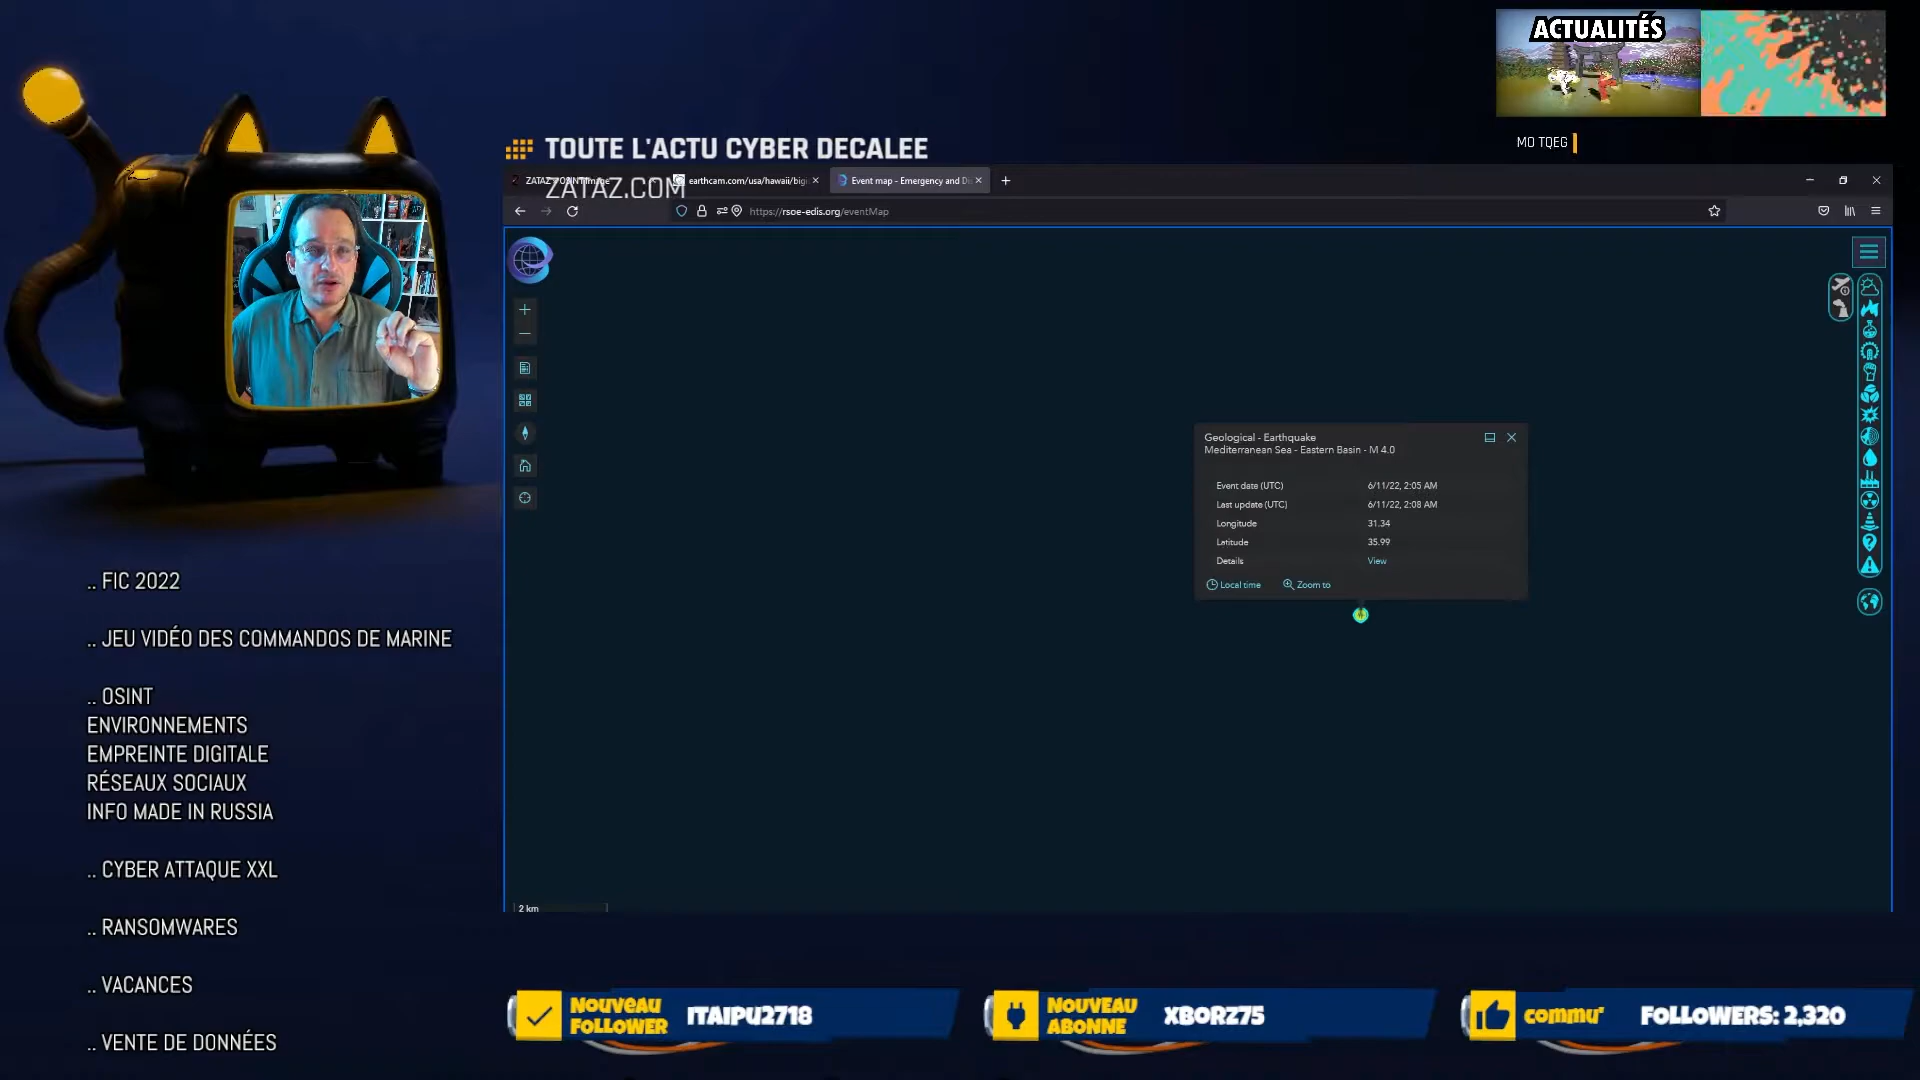 ACTUALITÉS
MO TQEG
TOUTE L'ACTU CYBER DECALEE
ZATAZ.COM
earthcam.com/usa/hawaii/bigi
Event map - Emergency and Di
https://rsoe-edis.org/eventMap
Geological - Earthquake
Mediterranean Sea - Eastern Basin - M 4.0
Event date (UTC) 6/11/22, 2:05 AM
Last update (UTC) 6/11/22, 2:08 AM
Longitude 31.34
Latitude 35.99
Details View
Local time Zoom to
2 km
.. FIC 2022
.. JEU VIDÉO DES COMMANDOS DE MARINE
.. OSINT
ENVIRONNEMENTS
EMPREINTE DIGITALE
RÉSEAUX SOCIAUX
INFO MADE IN RUSSIA
.. CYBER ATTAQUE XXL
.. RANSOMWARES
.. VACANCES
.. VENTE DE DONNÉES
NOUVEAU
FOLLOWER
ITAIPU2718
NOUVEAU
ABONNE
XBORZ75
COMMU'
FOLLOWERS: 2,320